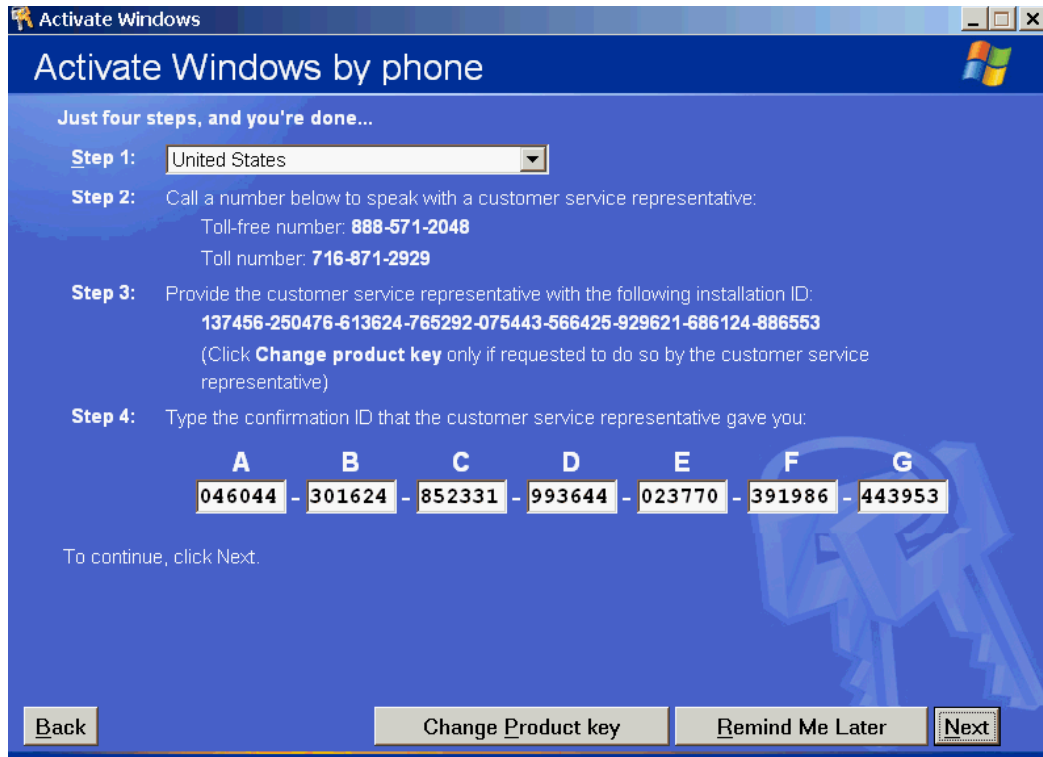 Activate Windows
Activate Windows by phone
Just four steps, and you're done...
Step 1: United States
Step 2: Call a number below to speak with a customer service representative:
Toll-free number: 888-571-2048
Toll number: 716-871-2929
Step 3: Provide the customer service representative with the following installation ID:
137456-250476-613624-765292-075443-566425-929621-686124-886553
(Click Change product key only if requested to do so by the customer service
representative)
Step 4: Type the confirmation ID that the customer service representative gave you:
A B C D E F G
046044 - 301624 - 852331 - 993644 - 023770 - 391986 - 443953
To continue, click Next.
Back Change Product key Remind Me Later Next